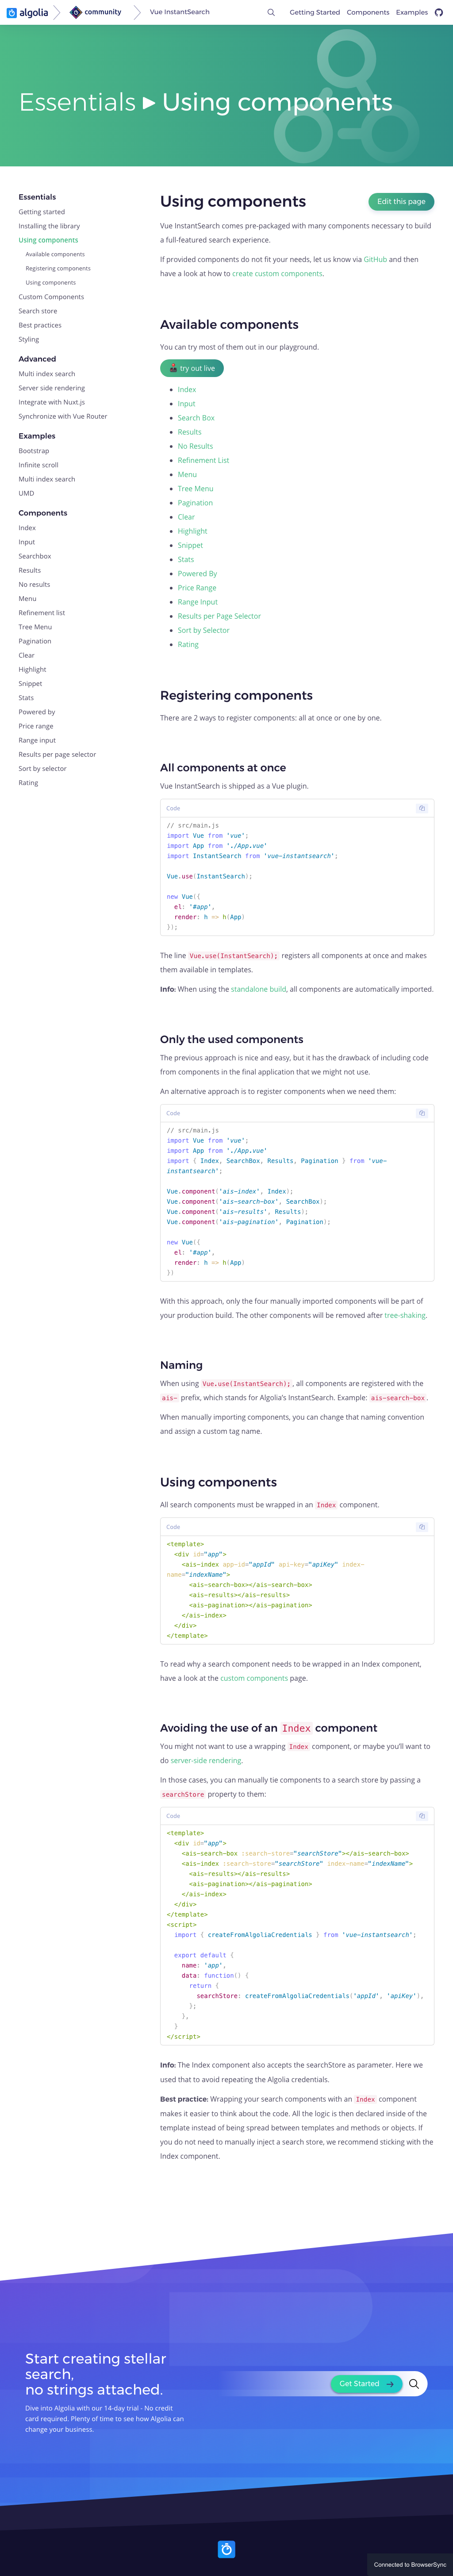 algolia community Vue InstantSearch Getting Started Components Examples
Essentials ▸ Using components
Essentials
Getting started
Installing the library
Using components
Available components
Registering components
Using components
Custom Components
Search store
Best practices
Styling
Advanced
Multi index search
Server side rendering
Integrate with Nuxt.js
Synchronize with Vue Router
Examples
Bootstrap
Infinite scroll
Multi index search
UMD
Components
Index
Input
Searchbox
Results
No results
Menu
Refinement list
Tree Menu
Pagination
Clear
Highlight
Snippet
Stats
Powered by
Price range
Range input
Results per page selector
Sort by selector
Rating
Using components
Edit this page
Vue InstantSearch comes pre-packaged with many components necessary to build
a full-featured search experience.
If provided components do not fit your needs, let us know via GitHub and then
have a look at how to create custom components.
Available components
You can try most of them out in our playground.
try out live
Index
Input
Search Box
Results
No Results
Refinement List
Menu
Tree Menu
Pagination
Clear
Highlight
Snippet
Stats
Powered By
Price Range
Range Input
Results per Page Selector
Sort by Selector
Rating
Registering components
There are 2 ways to register components: all at once or one by one.
All components at once
Vue InstantSearch is shipped as a Vue plugin.
Code
// src/main.js
import Vue from 'vue';
import App from './App.vue'
import InstantSearch from 'vue-instantsearch';
Vue.use(InstantSearch);
new Vue({
el: '#app',
render: h => h(App)
});
The line Vue.use(InstantSearch); registers all components at once and makes
them available in templates.
Info: When using the standalone build, all components are automatically imported.
Only the used components
The previous approach is nice and easy, but it has the drawback of including code
from components in the final application that we might not use.
An alternative approach is to register components when we need them:
Code
// src/main.js
import Vue from 'vue';
import App from './App.vue'
import { Index, SearchBox, Results, Pagination } from 'vue-
instantsearch';
Vue.component('ais-index', Index);
Vue.component('ais-search-box', SearchBox);
Vue.component('ais-results', Results);
Vue.component('ais-pagination', Pagination);
new Vue({
el: '#app',
render: h => h(App)
})
With this approach, only the four manually imported components will be part of
your production build. The other components will be removed after tree-shaking.
Naming
When using Vue.use(InstantSearch);, all components are registered with the
ais- prefix, which stands for Algolia's InstantSearch. Example: ais-search-box.
When manually importing components, you can change that naming convention
and assign a custom tag name.
Using components
All search components must be wrapped in an Index component.
Code
<template>
<div id="app">
<ais-index app-id="appId" api-key="apiKey" index-
name="indexName">
<ais-search-box></ais-search-box>
<ais-results></ais-results>
<ais-pagination></ais-pagination>
</ais-index>
</div>
</template>
To read why a search component needs to be wrapped in an Index component,
have a look at the custom components page.
Avoiding the use of an Index component
You might not want to use a wrapping Index component, or maybe you'll want to
do server-side rendering.
In those cases, you can manually tie components to a search store by passing a
searchStore property to them:
Code
<template>
<div id="app">
<ais-search-box :search-store="searchStore"></ais-search-box>
<ais-index :search-store="searchStore" index-name="indexName">
<ais-results></ais-results>
<ais-pagination></ais-pagination>
</ais-index>
</div>
</template>
<script>
import { createFromAlgoliaCredentials } from 'vue-instantsearch';
export default {
name: 'app',
data: function() {
return {
searchStore: createFromAlgoliaCredentials('appId', 'apiKey'),
};
},
}
</script>
Info: The Index component also accepts the searchStore as parameter. Here we
used that to avoid repeating the Algolia credentials.
Best practice: Wrapping your search components with an Index component
makes it easier to think about the code. All the logic is then declared inside of the
template instead of being spread between templates and methods or objects. If
you do not need to manually inject a search store, we recommend sticking with the
Index component.
Start creating stellar
search,
no strings attached.
Dive into Algolia with our 14-day trial - No credit
card required. Plenty of time to see how Algolia can
change your business.
Get Started
Connected to BrowserSync